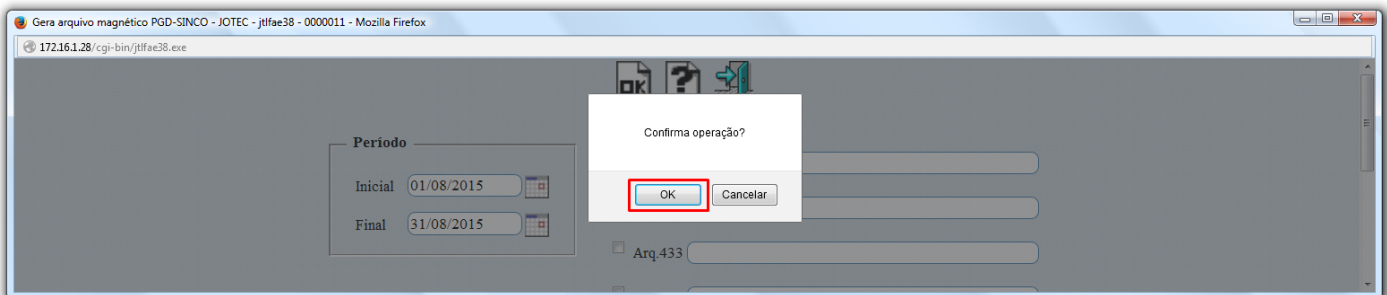 Gera arquivo magnético PGD-SINCO - JOTEC - jtlfae38 - 0000011 - Mozilla Firefox
172.16.1.28/cgi-bin/jtlfae38.exe
OK ?
Confirma operação?
OK Cancelar
Período
Inicial 01/08/2015
Final 31/08/2015
Arq.433